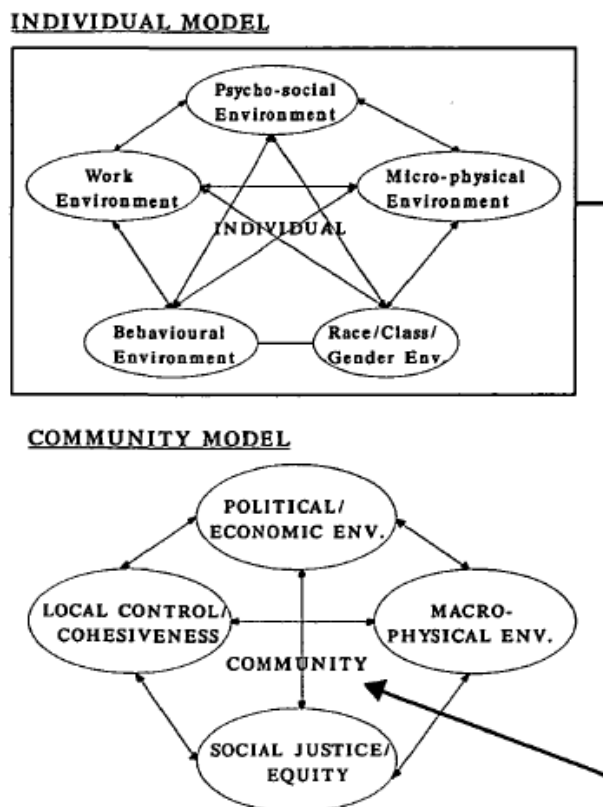 INDIVIDUAL MODEL
Psycho-social
Environment
Work
Environment
Micro-physical
Environment
INDIVIDUAL
Behavioural
Environment
Race/Class/
Gender Env.
COMMUNITY MODEL
POLITICAL/
ECONOMIC ENV.
LOCAL CONTROL/
COHESIVENESS
MACRO-
PHYSICAL ENV.
COMMUNITY
SOCIAL JUSTICE/
EQUITY